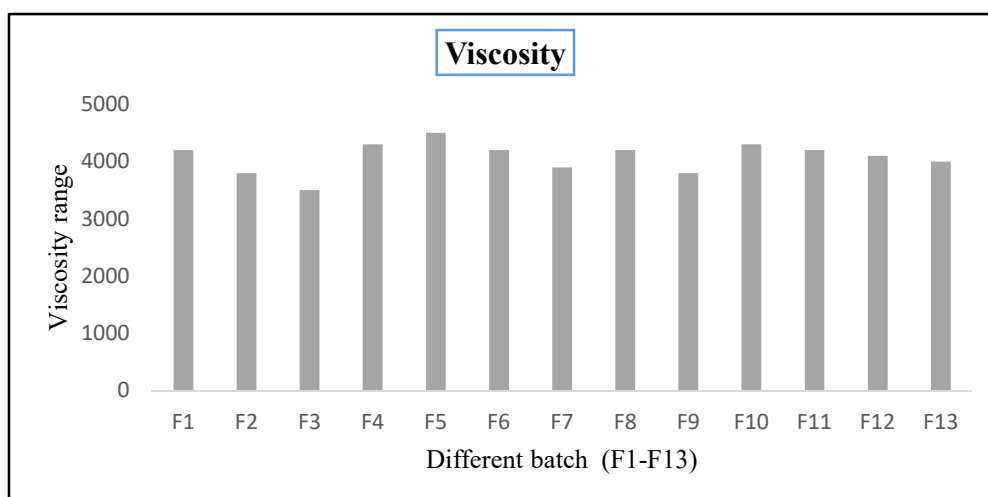 Viscosity
5000
4000
3000
2000
1000
0
Viscosity range
F1 F2 F3 F4 F5 F6 F7 F8 F9 F10 F11 F12 F13
Different batch (F1-F13)